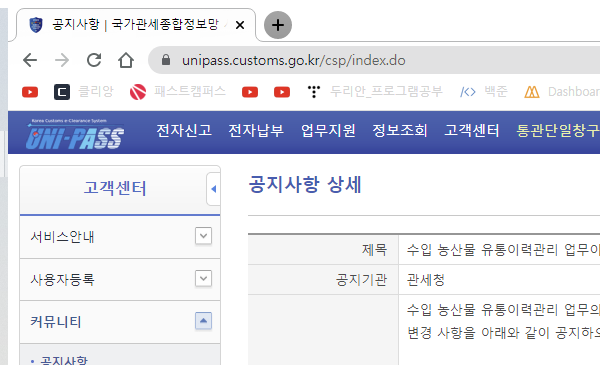 공지사항 | 국가관세종합정보망
unipass.customs.go.kr/csp/index.do
클리앙 패스트캠퍼스 두리안_프로그램공부 백준 Dashboar
Korea Customs e-Clearance System
UNI-PASS
전자신고 전자납부 업무지원 정보조회 고객센터 통관단일창구
고객센터
공지사항 상세
서비스안내
사용자등록
커뮤니티
공지사항
제목 수입 농산물 유통이력관리 업무이
공지기관 관세청
수입 농산물 유통이력관리 업무의
변경 사항을 아래와 같이 공지하오